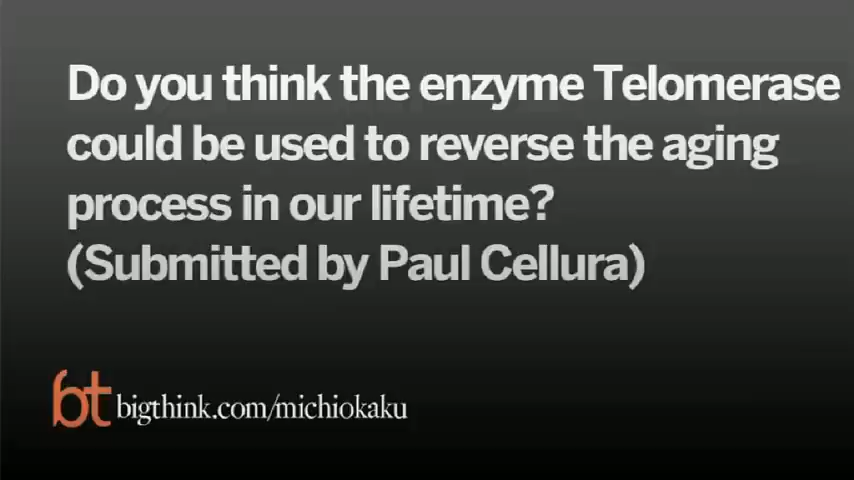 Do you think the enzyme Telomerase
could be used to reverse the aging
process in our lifetime?
(Submitted by Paul Cellura)
bt bigthink.com/michiokaku